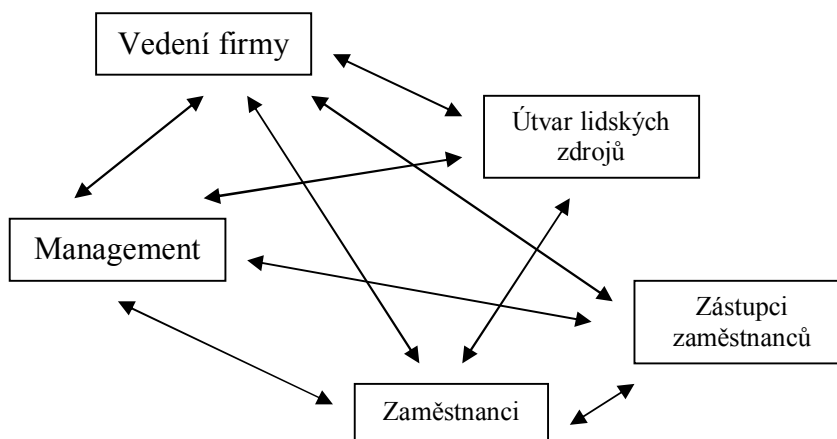 Vedení firmy
Útvar lidských
zdrojů
Management
Zástupci
zaměstnanců
Zaměstnanci